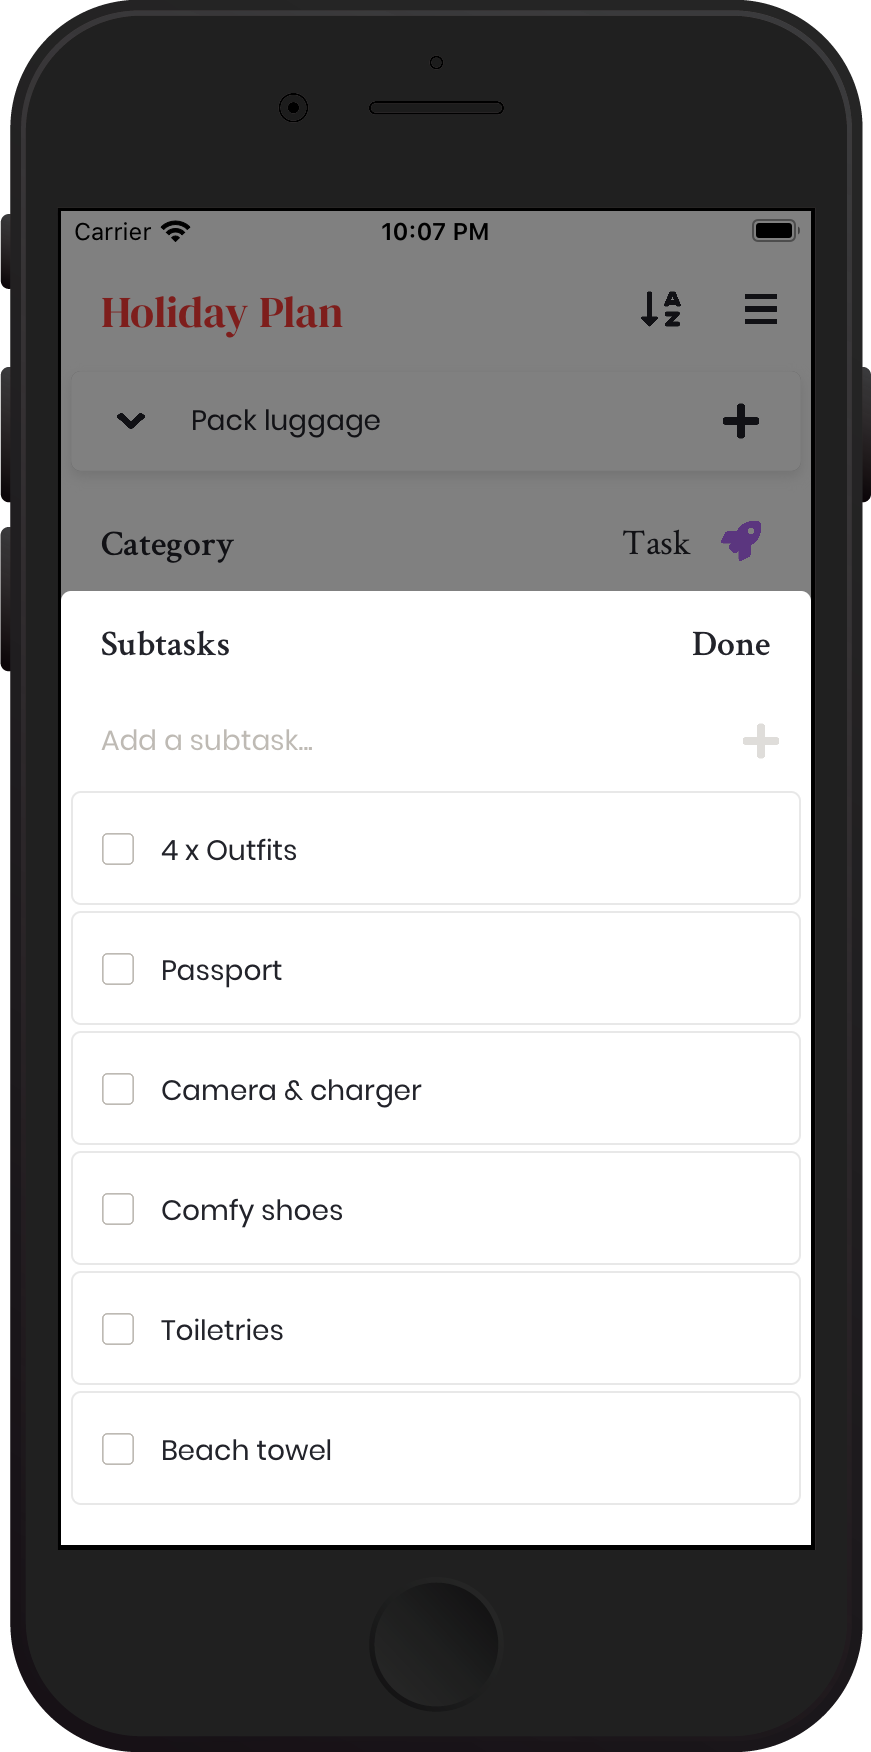 Carrier 10:07 PM
Holiday Plan A Z
Pack luggage
Category Task
Subtasks Done
Add a subtask...
4 x Outfits
Passport
Camera & charger
Comfy shoes
Toiletries
Beach towel